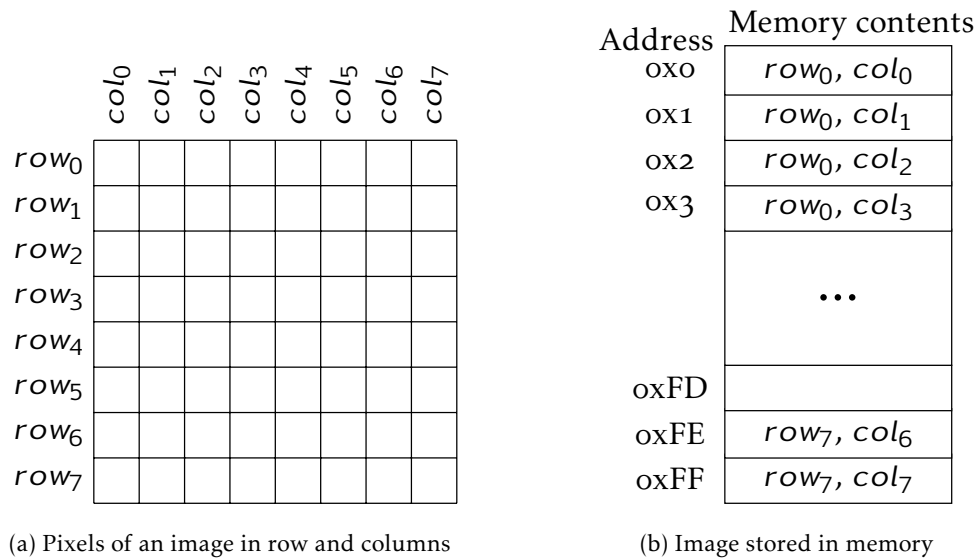 col₀ col₁ col₂ col₃ col₄ col₅ col₆ col₇
row₀
row₁
row₂
row₃
row₄
row₅
row₆
row₇
(a) Pixels of an image in row and columns
Address Memory contents
0x0 row₀, col₀
0x1 row₀, col₁
0x2 row₀, col₂
0x3 row₀, col₃
...
0xFD
0xFE row₇, col₆
0xFF row₇, col₇
(b) Image stored in memory